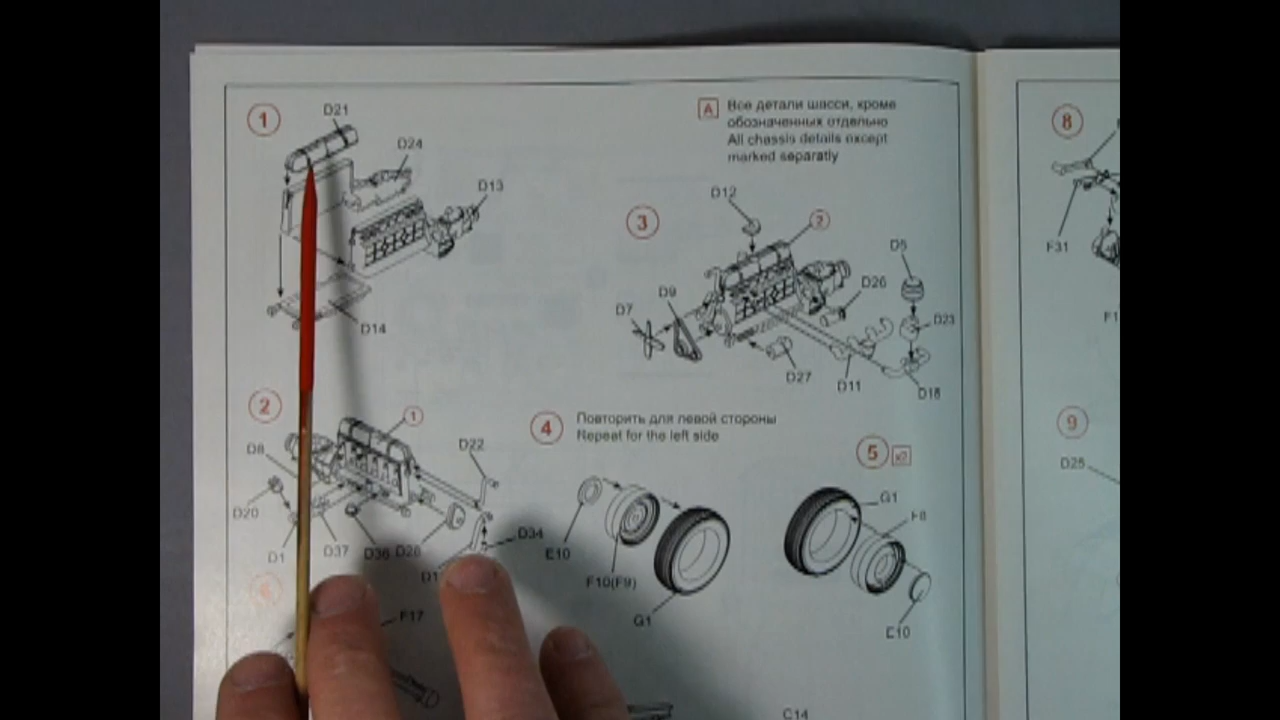 1
D21
D24
D13
D14
A
Все детали шасси, кроме
обозначенных отдельно
All chassis details except
marked separatly
3
D12
2
D5
D7
D9
D26
D23
D27
D11
D18
2
1
D8
D22
D20
D1
D37
D36
D28
D34
4
Повторить для левой стороны
Repeat for the left side
E10
F10(F9)
G1
5
x2
G1
F8
E10
F17
C14
8
F31
9
D25